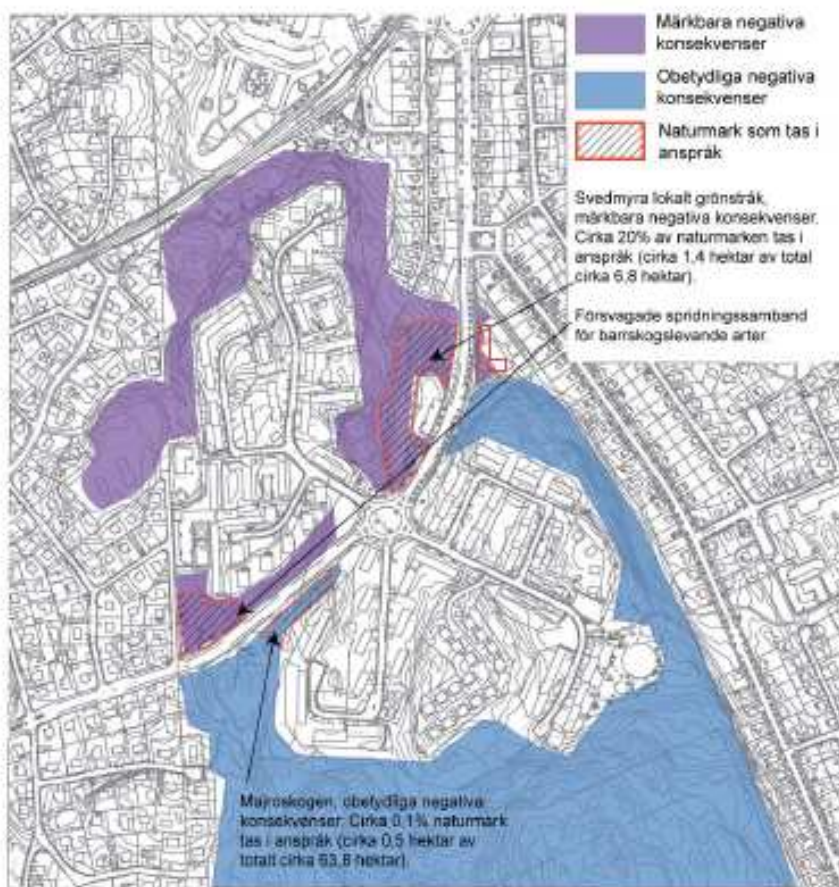 Märkbara negativa
konsekvenser
Obetydliga negativa
konsekvenser
Naturmark som tas i
anspråk
Svedmyra lokalt grönstråk,
märkbara negativa konsekvenser.
Cirka 20% av naturmarken tas i
anspråk (cirka 1,4 hektar av total
cirka 6,8 hektar).
Försvagade spridningssamband
för barrskogslevande arter
Majroskogen, obetydliga negativa
konsekvenser. Cirka 0,1% naturmark
tas i anspråk (cirka 0,5 hektar av
totalt cirka 63,8 hektar).